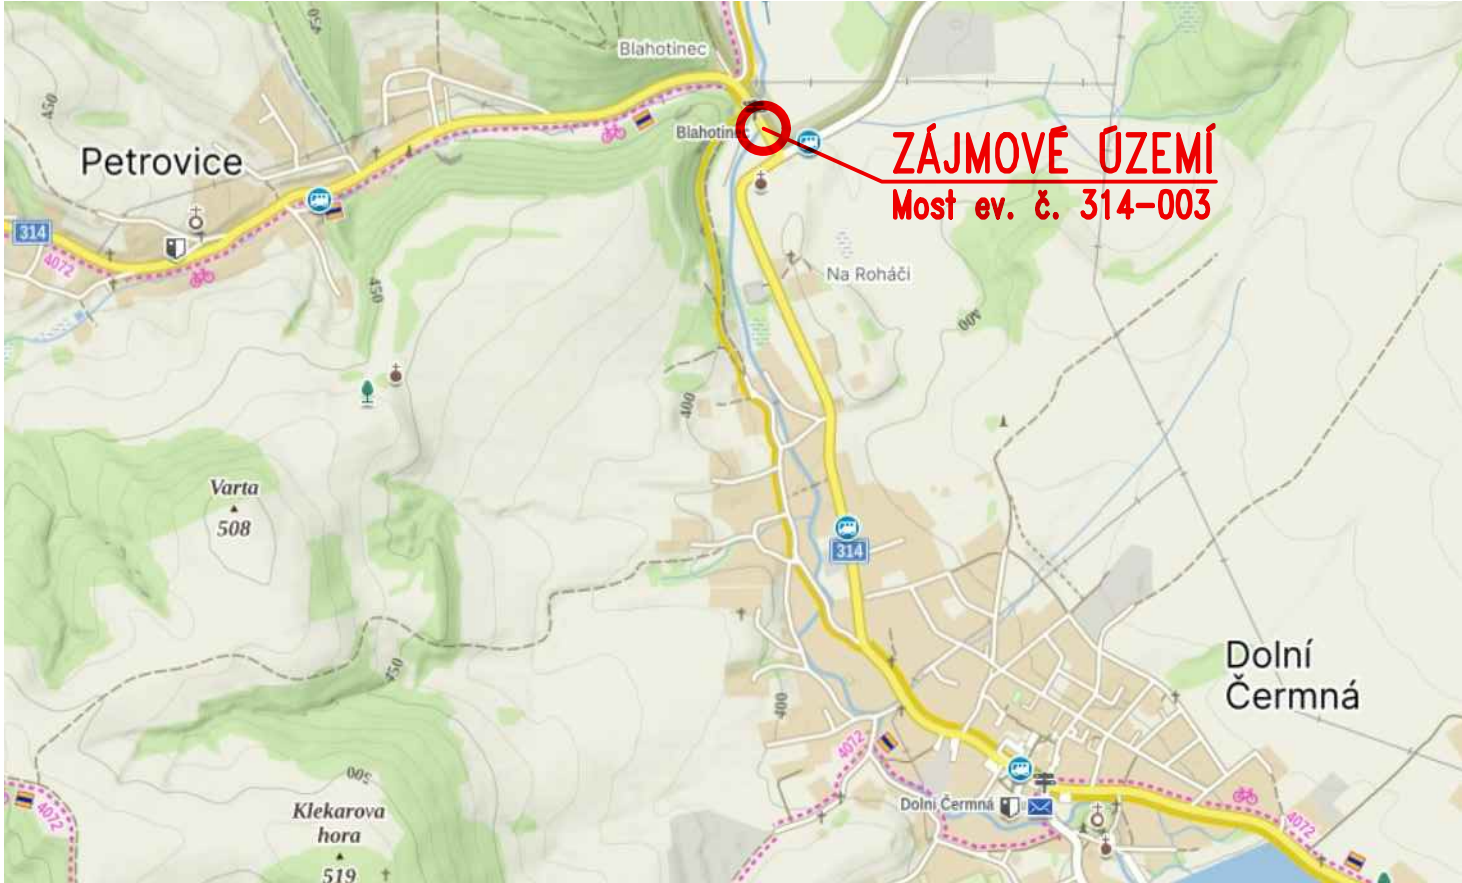 450
450
Blahotinec
Blahotinec
ZÁJMOVÉ ÚZEMÍ
Most ev. č. 314-003
Petrovice
314
4072
450
Na Roháči
400
400
Varta
508
314
450
400
Dolní
Čermná
4072
500
4072
Klekarova
hora
519
Dolní Čermná
4072